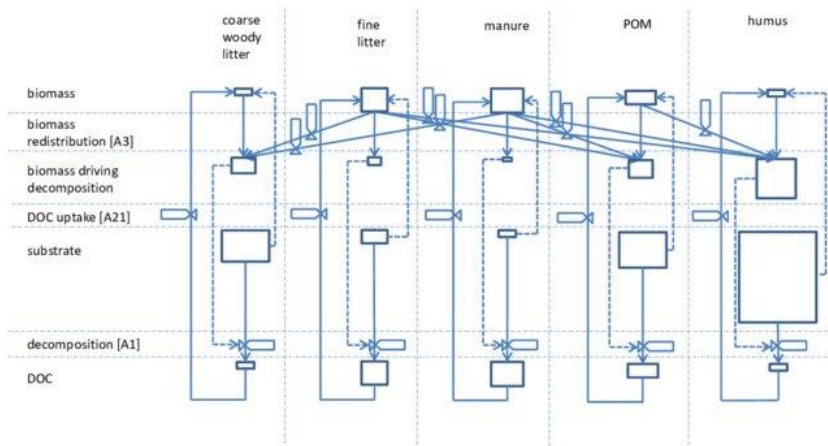 coarse
woody
litter
fine
litter
manure
POM
humus
biomass
biomass
redistribution [A3]
biomass driving
decomposition
DOC uptake [A21]
substrate
decomposition [A1]
DOC